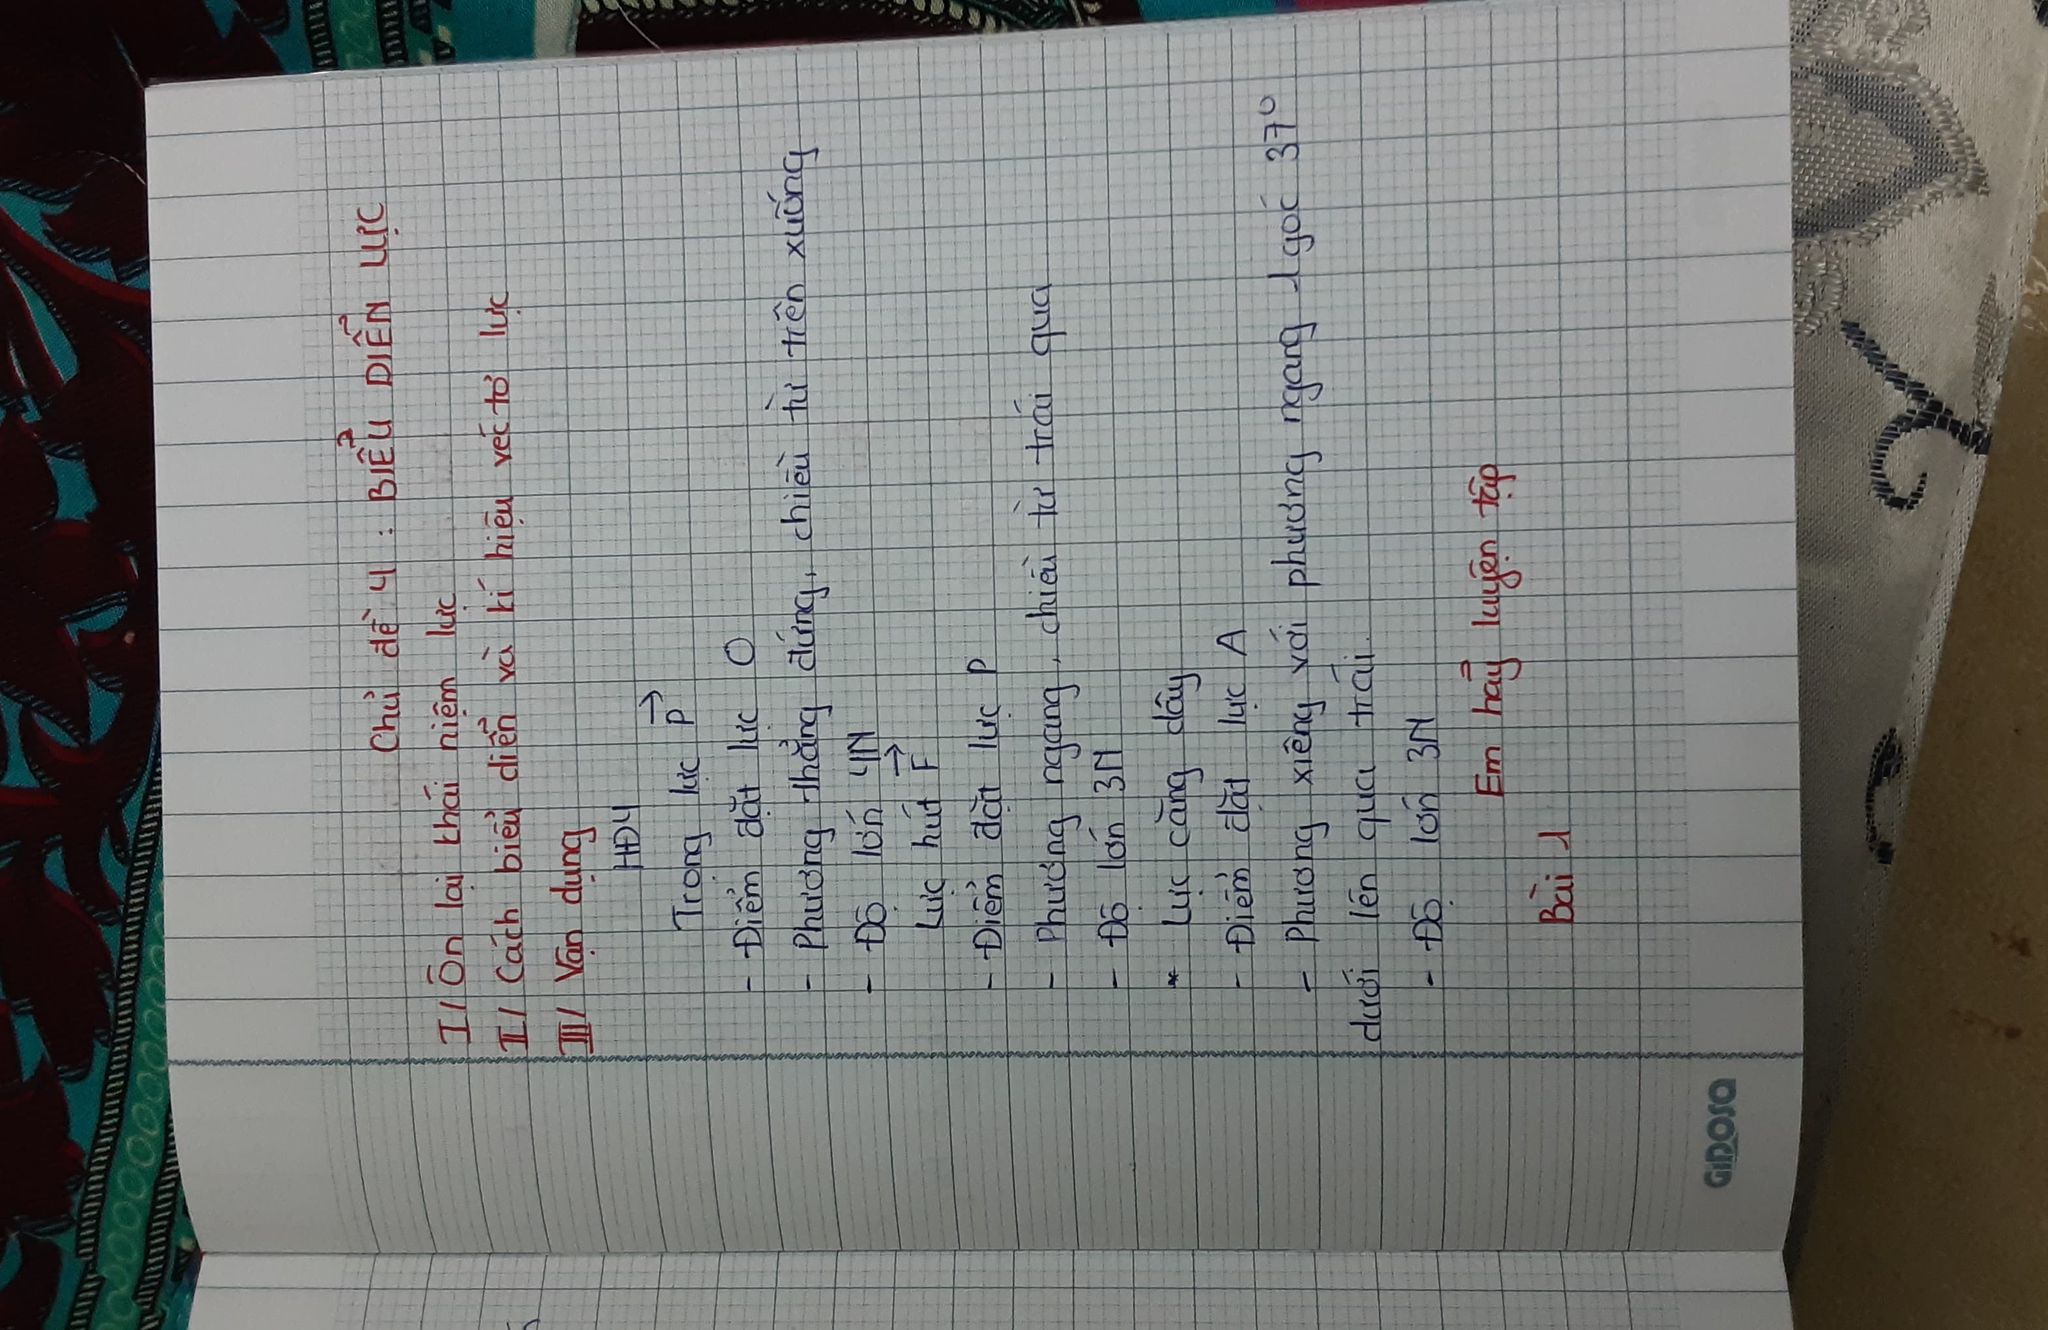 Chủ đề 4 : BIỂU DIỄN LỰC
I/ Ôn lại khái niệm lực
II/ Cách biểu diễn và kí hiệu véc tơ lực
III/ Vận dụng
HĐ4
Trọng lực P→
- Điểm đặt lực O
- Phương thẳng đứng, chiều từ trên xuống
- Độ lớn 4N
Lực hút F→
- Điểm đặt lực P
- Phương ngang, chiều từ trái qua
- Độ lớn 3N
* Lực căng dây
- Điểm đặt lực A
- Phương xiêng với phương ngang 1 góc 37⁰
dưới lên qua trái.
- Độ lớn 3N
Em hãy luyện tập
Bài 1
GIDOSA